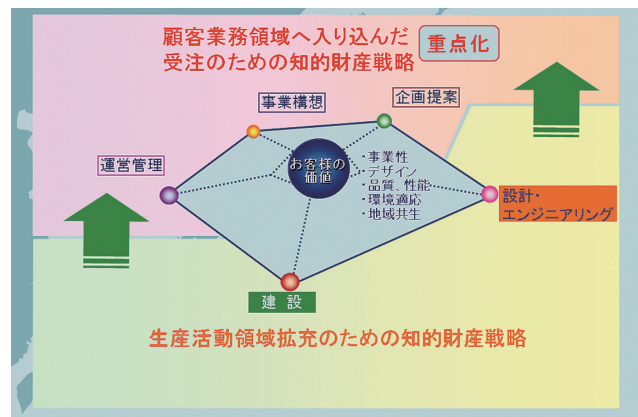 顧客業務領域へ入り込んだ
受注のための知的財産戦略
重点化
事業構想
企画提案
運営管理
お客様の
価値
・事業性
・デザイン
・品質、性能
・環境適応
・地域共生
設計・
エンジニアリング
建設
生産活動領域拡充のための知的財産戦略